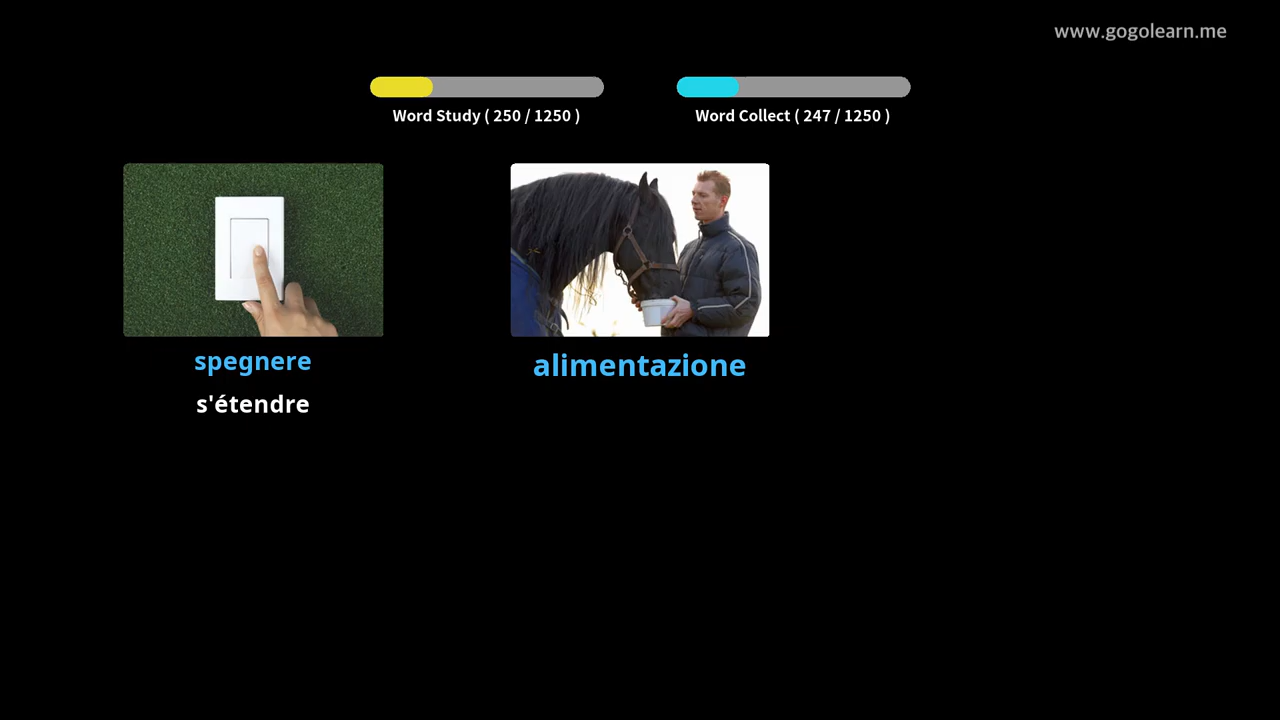 www.gogolearn.me
Word Study ( 250 / 1250 )
Word Collect ( 247 / 1250 )
spegnere
s'étendre
alimentazione